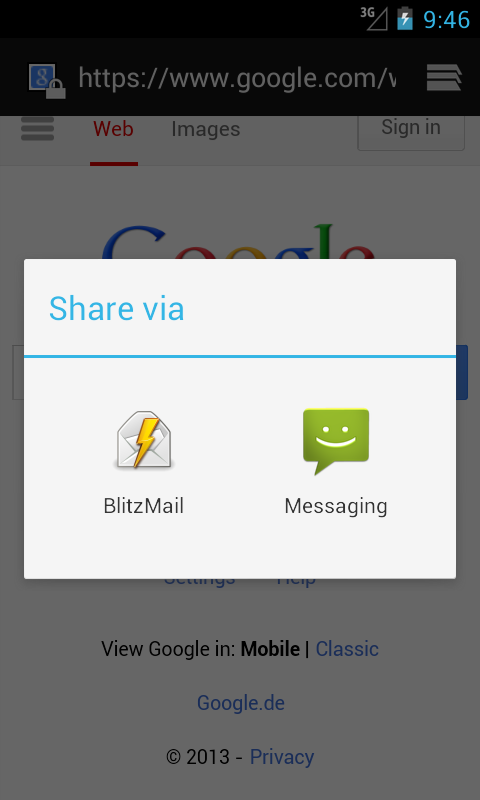 3G 9:46
https://www.google.com/v
Web Images Sign in
Google
Share via
BlitzMail Messaging
Settings Help
View Google in: Mobile | Classic
Google.de
© 2013 - Privacy